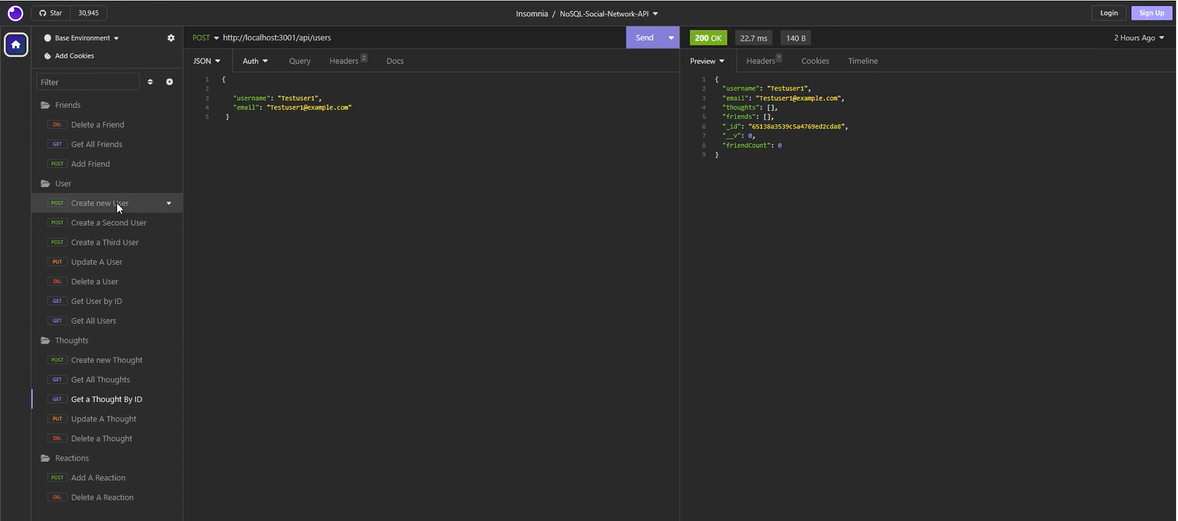 Star 30,945 Insomnia / NoSQL-Social-Network-API Login Sign Up
Base Environment
Add Cookies
Filter
Friends
DEL Delete a Friend
GET Get All Friends
POST Add Friend
User
POST Create new User
POST Create a Second User
POST Create a Third User
PUT Update A User
DEL Delete a User
GET Get User by ID
GET Get All Users
Thoughts
POST Create new Thought
GET Get All Thoughts
GET Get a Thought By ID
PUT Update A Thought
DEL Delete a Thought
Reactions
POST Add A Reaction
DEL Delete A Reaction
POST http://localhost:3001/api/users Send
JSON Auth Query Headers 2 Docs
1 {
2
3 "username": "Testuser1",
4 "email": "Testuser1@example.com"
5 }
200 OK 22.7 ms 140 B 2 Hours Ago
Preview Headers 7 Cookies Timeline
1 {
2 "username": "Testuser1",
3 "email": "Testuser1@example.com",
4 "thoughts": [],
5 "friends": [],
6 "_id": "65138a3539c5a4769ed2cda8",
7 "__v": 0,
8 "friendCount": 0
9 }